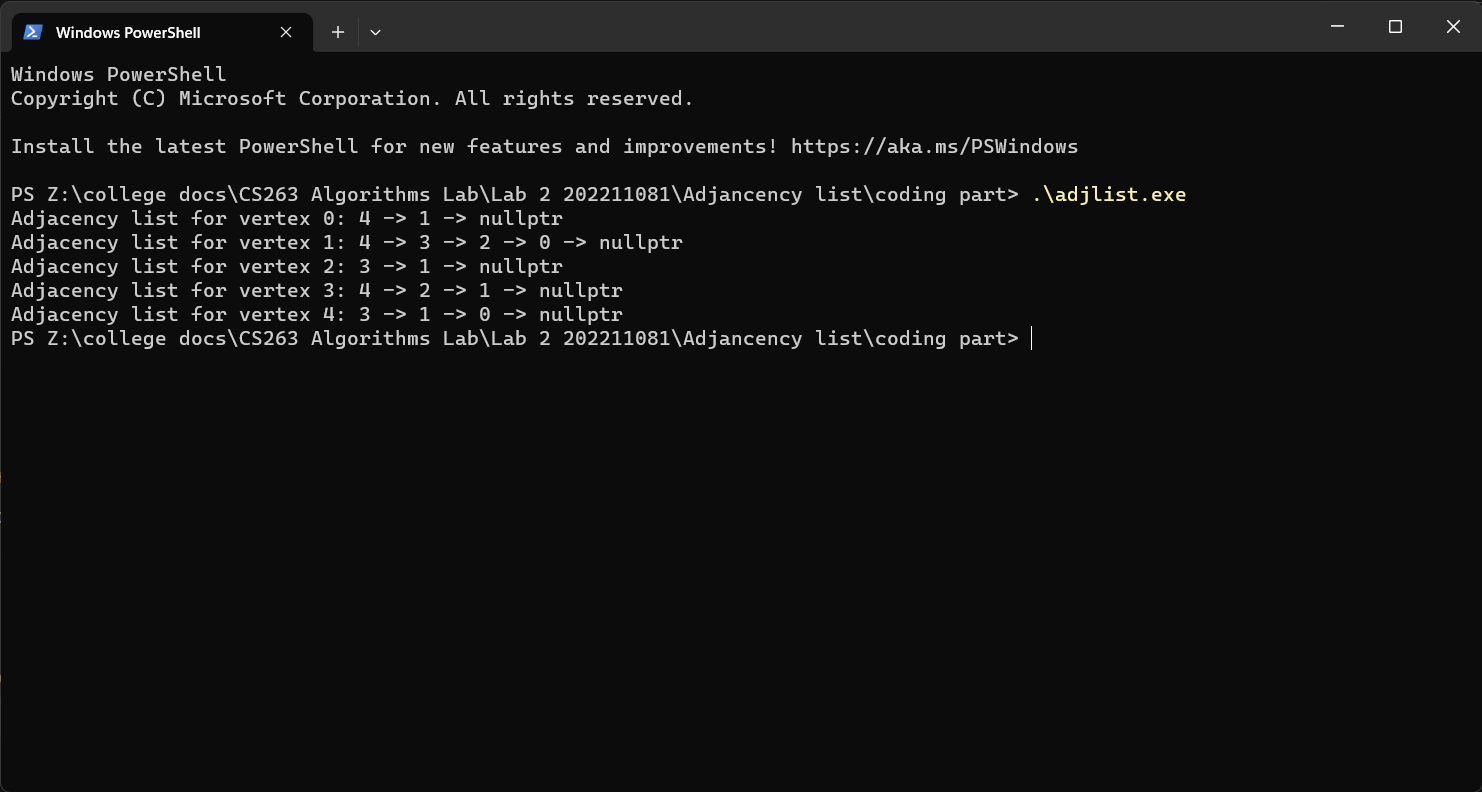 Windows PowerShell
Windows PowerShell
Copyright (C) Microsoft Corporation. All rights reserved.
Install the latest PowerShell for new features and improvements! https://aka.ms/PSWindows
PS Z:\college docs\CS263 Algorithms Lab\Lab 2 202211081\Adjancency list\coding part> .\adjlist.exe
Adjacency list for vertex 0: 4 -> 1 -> nullptr
Adjacency list for vertex 1: 4 -> 3 -> 2 -> 0 -> nullptr
Adjacency list for vertex 2: 3 -> 1 -> nullptr
Adjacency list for vertex 3: 4 -> 2 -> 1 -> nullptr
Adjacency list for vertex 4: 3 -> 1 -> 0 -> nullptr
PS Z:\college docs\CS263 Algorithms Lab\Lab 2 202211081\Adjancency list\coding part>